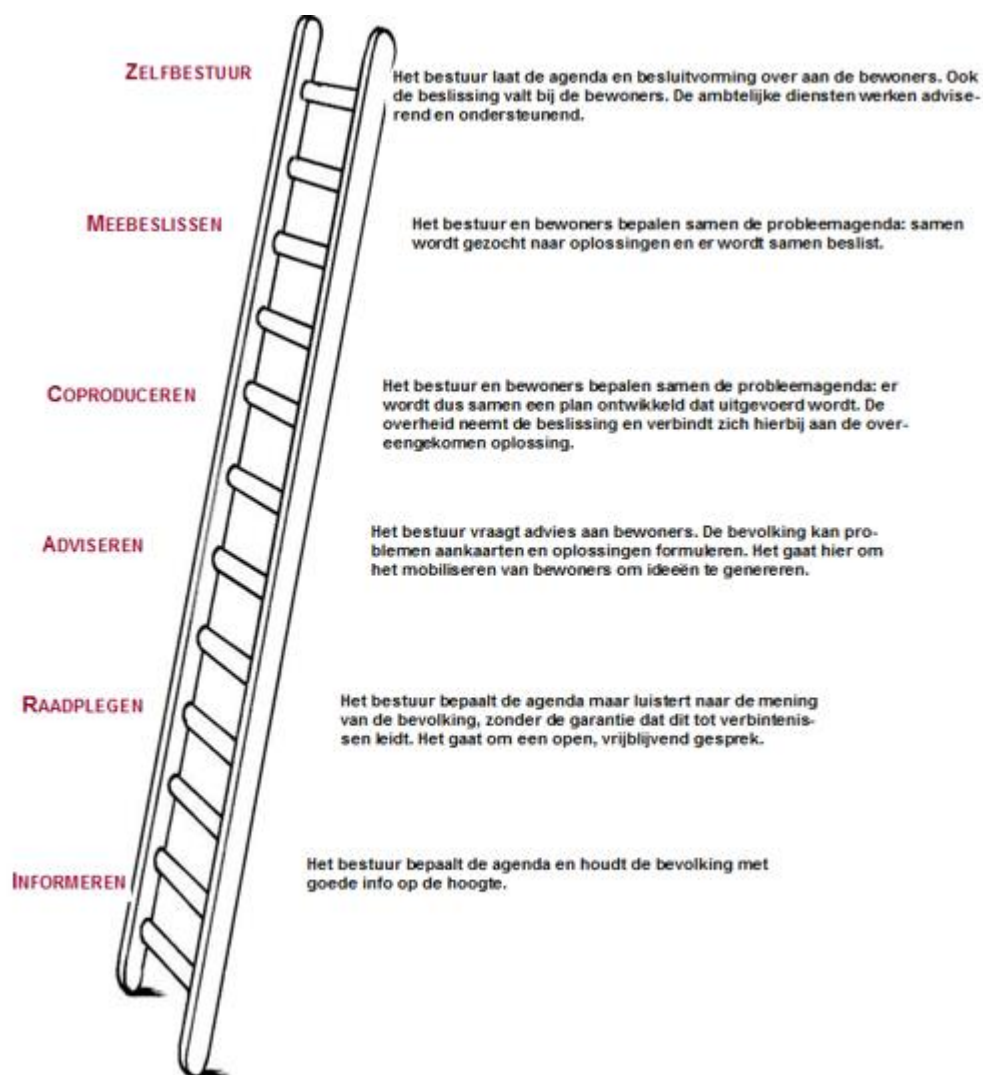 ZELFBESTUUR
Het bestuur laat de agenda en besluitvorming over aan de bewoners. Ook
de beslissing valt bij de bewoners. De ambtelijke diensten werken advise-
rend en ondersteunend.
MEEBESLISSEN
Het bestuur en bewoners bepalen samen de probleemagenda: samen
wordt gezocht naar oplossingen en er wordt samen beslist.
COPRODUCEREN
Het bestuur en bewoners bepalen samen de probleemagenda: er
wordt dus samen een plan ontwikkeld dat uitgevoerd wordt. De
overheid neemt de beslissing en verbindt zich hierbij aan de over-
eengekomen oplossing.
ADVISEREN
Het bestuur vraagt advies aan bewoners. De bevolking kan pro-
blemen aankaarten en oplossingen formuleren. Het gaat hier om
het mobiliseren van bewoners om ideeën te genereren.
RAADPLEGEN
Het bestuur bepaalt de agenda maar luistert naar de mening
van de bevolking, zonder de garantie dat dit tot verbintenis-
sen leidt. Het gaat om een open, vrijblijvend gesprek.
INFORMEREN
Het bestuur bepaalt de agenda en houdt de bevolking met
goede info op de hoogte.